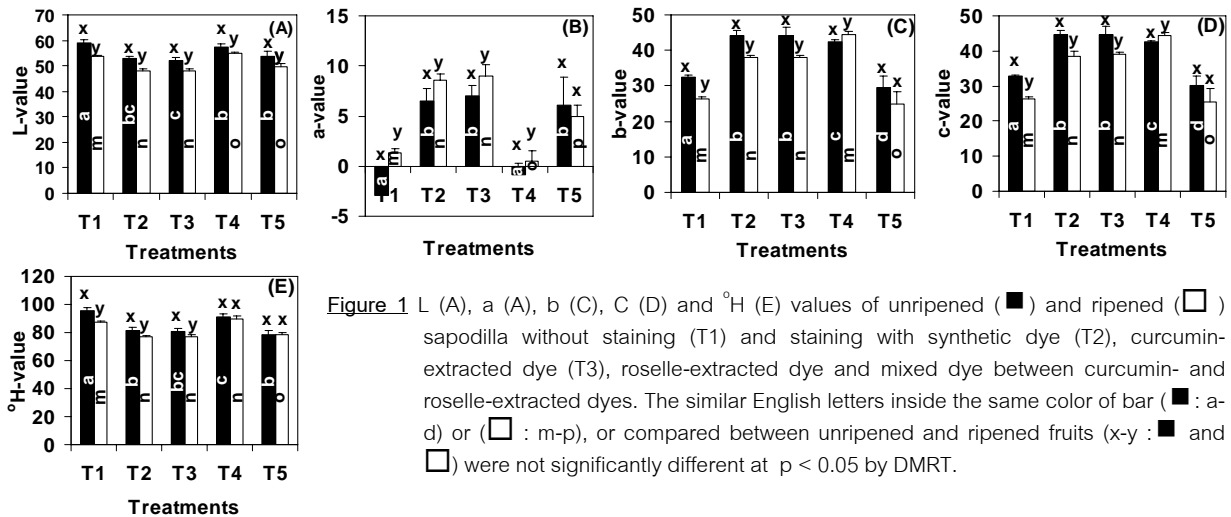 (A)
L-value
70
60
50
40
30
20
10
0
x y x y x y x y x y
a m bc n c n b o b o
T1 T2 T3 T4 T5
Treatments
(B)
a-value
15
10
5
0
-5
x y x y x y x y x x
a m b n b n a o b p
T1 T2 T3 T4 T5
Treatments
(C)
b-value
50
40
30
20
10
0
x y x y x y x y x x
a m b n b n c m d o
T1 T2 T3 T4 T5
Treatments
(D)
c-value
50
40
30
20
10
0
x y x y x y x y x x
a m b n b n c m d o
T1 T2 T3 T4 T5
Treatments
(E)
°H-value
120
100
80
60
40
20
0
x y x y x y x x x x
a m b n bc n c n b o
T1 T2 T3 T4 T5
Treatments
Figure 1 L (A), a (A), b (C), C (D) and °H (E) values of unripened ( ■ ) and ripened ( □ )
sapodilla without staining (T1) and staining with synthetic dye (T2), curcumin-
extracted dye (T3), roselle-extracted dye and mixed dye between curcumin- and
roselle-extracted dyes. The similar English letters inside the same color of bar ( ■ : a-
d) or ( □ : m-p), or compared between unripened and ripened fruits (x-y : ■ and
□) were not significantly different at p < 0.05 by DMRT.